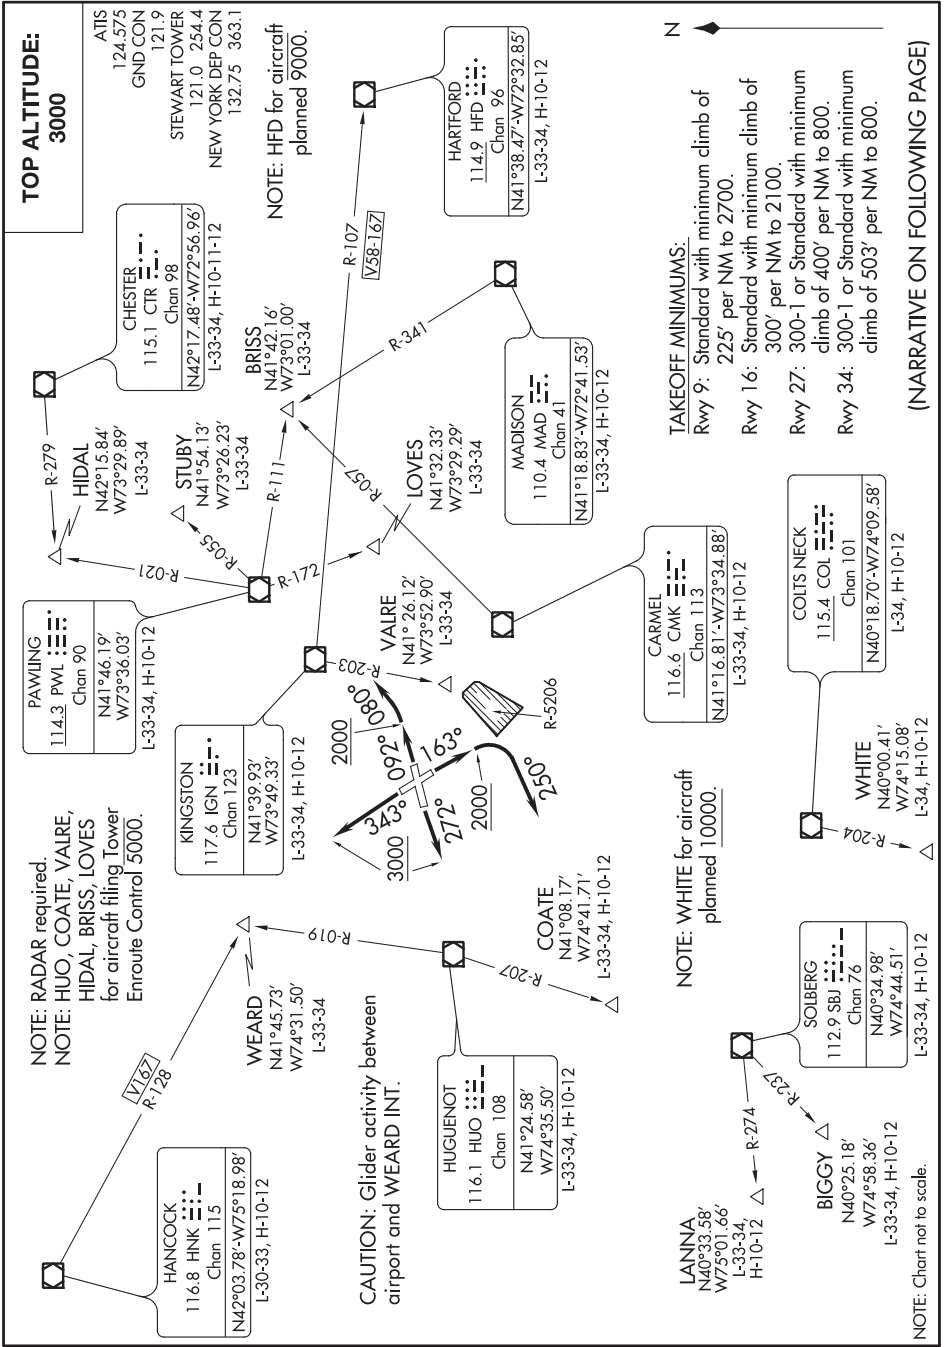 TOP ALTITUDE:
3000
ATIS
124.575
GND CON
121.9
STEWART TOWER
121.0 254.4
NEW YORK DEP CON
132.75 363.1
NOTE: RADAR required.
NOTE: HUO, COATE, VALRE,
HIDAL, BRISS, LOVES
for aircraft filing Tower
Enroute Control 5000.
HANCOCK
116.8 HNK
Chan 115
N42°03.78'-W75°18.98'
L-30-33, H-10-12
V167
R-128
WEARD
N41°45.73'
W74°31.50'
L-33-34
R-019
CAUTION: Glider activity between
airport and WEARD INT.
HUGUENOT
116.1 HUO
Chan 108
N41°24.58'
W74°35.50'
L-33-34, H-10-12
R-207
COATE
N41°08.17'
W74°41.71'
L-33-34, H-10-12
PAWLING
114.3 PWL
Chan 90
N41°46.19'
W73°36.03'
L-33-34, H-10-12
KINGSTON
117.6 IGN
Chan 123
N41°39.93'
W73°49.33'
L-33-34, H-10-12
CHESTER
115.1 CTR
Chan 98
N42°17.48'-W72°56.96'
L-33-34, H-10-11-12
R-279
HIDAL
N42°15.84'
W73°29.89'
L-33-34
R-021
STUBY
N41°54.13'
W73°26.23'
L-33-34
R-055
BRISS
N41°42.16'
W73°01.00'
L-33-34
R-111
R-172
LOVES
N41°32.33'
W73°29.29'
L-33-34
R-057
R-341
NOTE: HFD for aircraft
planned 9000.
R-107
V58-167
HARTFORD
114.9 HFD
Chan 96
N41°38.47'-W72°32.85'
L-33-34, H-10-12
MADISON
110.4 MAD
Chan 41
N41°18.83'-W72°41.53'
L-33-34, H-10-12
VALRE
N41°26.12'
W73°52.90'
L-33-34
R-203
R-5206
343°
3000
272°
092°
2000
080°
163°
2000
250°
CARMEL
116.6 CMK
Chan 113
N41°16.81'-W73°34.88'
L-33-34, H-10-12
NOTE: WHITE for aircraft
planned 10000.
COLTS NECK
115.4 COL
Chan 101
N40°18.70'-W74°09.58'
L-34, H-10-12
R-204
WHITE
N40°00.41'
W74°15.08'
L-34, H-10-12
SOLBERG
112.9 SBJ
Chan 76
N40°34.98'
W74°44.51'
L-33-34, H-10-12
R-274
R-237
LANNA
N40°33.58'
W75°01.66'
L-33-34,
H-10-12
BIGGY
N40°25.18'
W74°58.36'
L-33-34, H-10-12
N
TAKEOFF MINIMUMS:
Rwy 9: Standard with minimum climb of
225' per NM to 2700.
Rwy 16: Standard with minimum climb of
300' per NM to 2100.
Rwy 27: 300-1 or Standard with minimum
climb of 400' per NM to 800.
Rwy 34: 300-1 or Standard with minimum
climb of 503' per NM to 800.
(NARRATIVE ON FOLLOWING PAGE)
NOTE: Chart not to scale.